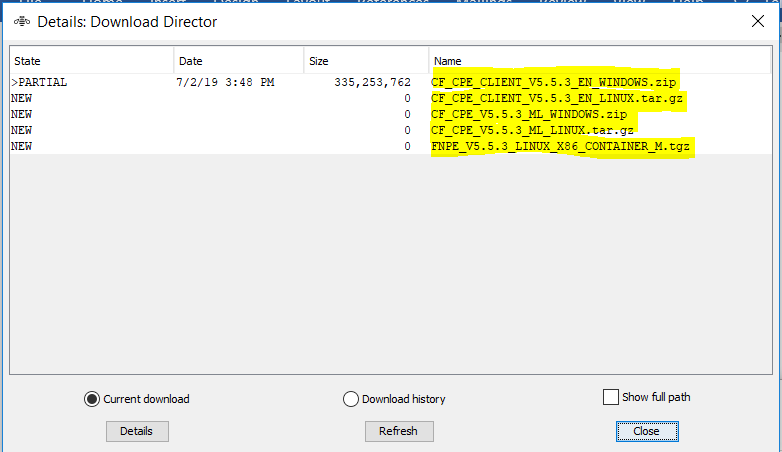 Details: Download Director
State Date Size Name
>PARTIAL 7/2/19 3:48 PM 335,253,762 CF_CPE_CLIENT_V5.5.3_EN_WINDOWS.zip
NEW 0 CF_CPE_CLIENT_V5.5.3_EN_LINUX.tar.gz
NEW 0 CF_CPE_V5.5.3_ML_WINDOWS.zip
NEW 0 CF_CPE_V5.5.3_ML_LINUX.tar.gz
NEW 0 FNPE_V5.5.3_LINUX_X86_CONTAINER_M.tgz
Current download Download history Show full path
Details Refresh Close